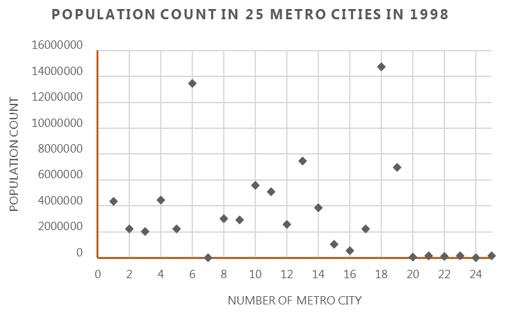 POPULATION COUNT IN 25 METRO CITIES IN 1998
16000000
14000000
12000000
10000000
8000000
6000000
4000000
2000000
0
POPULATION COUNT
0 2 4 6 8 10 12 14 16 18 20 22 24
NUMBER OF METRO CITY